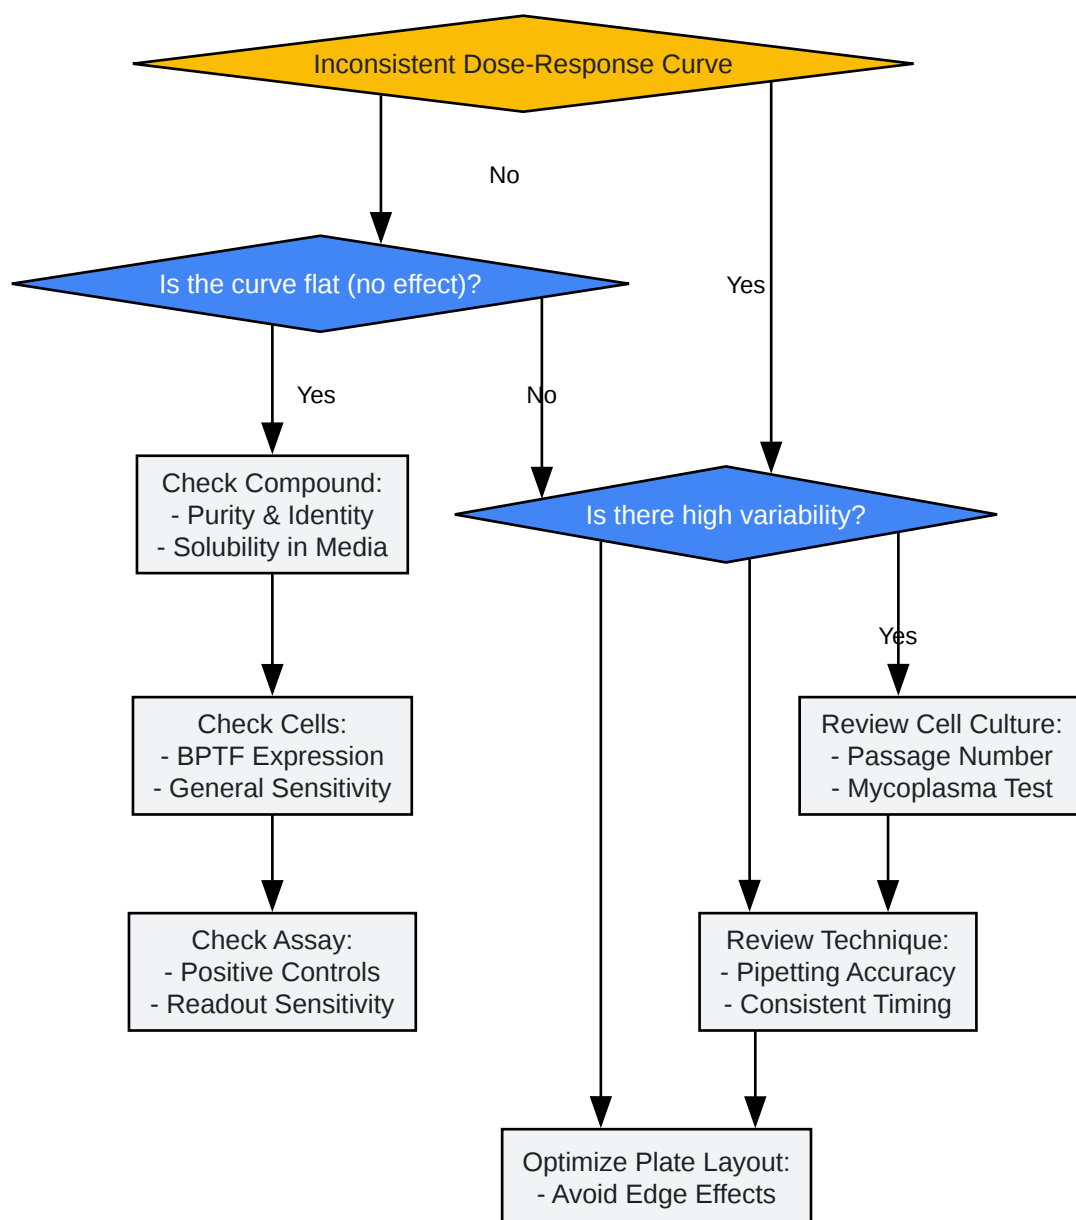 Inconsistent Dose-Response Curve
No
Is the curve flat (no effect)?
Yes
Yes
No
Check Compound:
- Purity & Identity
- Solubility in Media
Is there high variability?
Yes
Check Cells:
- BPTF Expression
- General Sensitivity
Review Cell Culture:
- Passage Number
- Mycoplasma Test
Check Assay:
- Positive Controls
- Readout Sensitivity
Review Technique:
- Pipetting Accuracy
- Consistent Timing
Optimize Plate Layout:
- Avoid Edge Effects